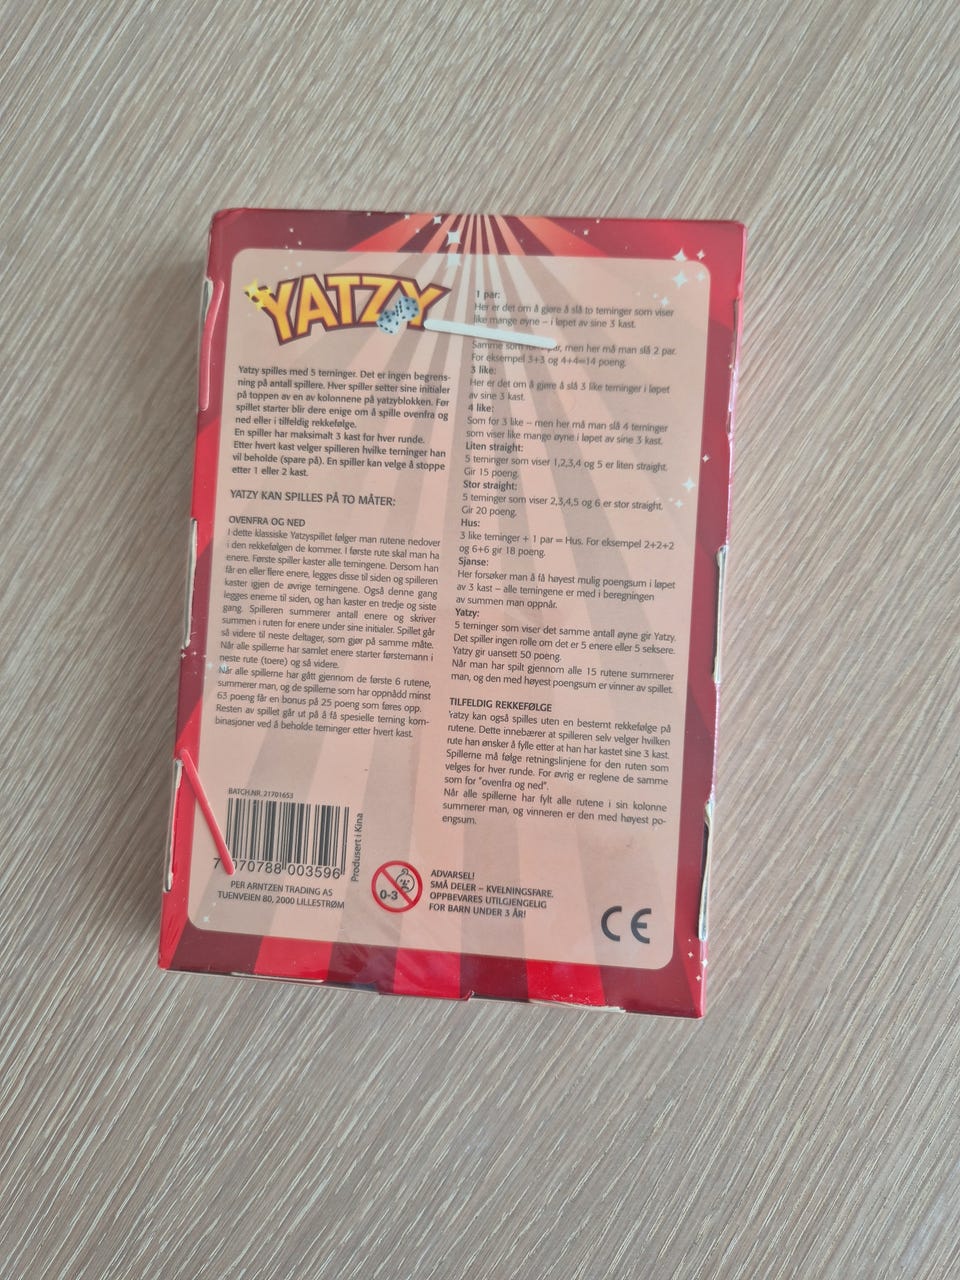 YATZY
Yatzy spilles med 5 terninger. Det er ingen begrens-
ning på antall spillere. Hver spiller setter sine initialer
på toppen av en av kolonnene på yatzyblokken. Før
spillet starter blir dere enige om å spille ovenfra og
ned eller i tilfeldig rekkefølge.
En spiller har maksimalt 3 kast for hver runde.
Etter hvert kast velger spilleren hvilke terninger han
vil beholde (spare på). En spiller kan velge å stoppe
etter 1 eller 2 kast.
YATZY KAN SPILLES PÅ TO MÅTER:
OVENFRA OG NED
I dette klassiske Yatzyspillet følger man rutene nedover
i den rekkefølgen de kommer. I første rute skal man ha
enere. Første spiller kaster alle terningene. Dersom han
får en eller flere enere, legges disse til siden og spilleren
kaster igjen de øvrige terningene. Også denne gang
legges enerne til siden, og han kaster en tredje og siste
gang. Spilleren summerer antall enere og skriver
summen i ruten for enere under sine initialer. Spillet går
så videre til neste deltager, som gjør på samme måte.
Når alle spillerne har samlet enere starter førstemann i
neste rute (toere) og så videre.
Når alle spillerne har gått gjennom de første 6 rutene,
summerer man, og de spillerne som har oppnådd minst
63 poeng får en bonus på 25 poeng som føres opp.
Resten av spillet går ut på å få spesielle terning kom-
binasjoner ved å beholde terninger etter hvert kast.
BATCH.NR. 21701653
7 070788 003596
Produsert i Kina
PER ARNTZEN TRADING AS
TUENVEIEN 80, 2000 LILLESTRØM
1 par:
Her er det om å gjøre å slå to terninger som viser
like mange øyne – i løpet av sine 3 kast.
Samme som for par, men her må man slå 2 par.
For eksempel 3+3 og 4+4=14 poeng.
3 like:
Her er det om å gjøre å slå 3 like terninger i løpet
av sine 3 kast.
4 like:
Som for 3 like – men her må man slå 4 terninger
som viser like mange øyne i løpet av sine 3 kast.
Liten straight:
5 terninger som viser 1,2,3,4 og 5 er liten straight.
Gir 15 poeng.
Stor straight:
5 terninger som viser 2,3,4,5 og 6 er stor straight.
Gir 20 poeng.
Hus:
3 like terninger + 1 par = Hus. For eksempel 2+2+2
og 6+6 gir 18 poeng.
Sjanse:
Her forsøker man å få høyest mulig poengsum i løpet
av 3 kast – alle terningene er med i beregningen
av summen man oppnår.
Yatzy:
5 terninger som viser det samme antall øyne gir Yatzy.
Det spiller ingen rolle om det er 5 enere eller 5 seksere.
Yatzy gir uansett 50 poeng.
Når man har spilt gjennom alle 15 rutene summerer
man, og den med høyest poengsum er vinner av spillet.
TILFELDIG REKKEFØLGE
Yatzy kan også spilles uten en bestemt rekkefølge på
rutene. Dette innebærer at spilleren selv velger hvilken
rute han ønsker å fylle etter at han har kastet sine 3 kast.
Spillerne må følge retningslinjene for den ruten som
velges for hver runde. For øvrig er reglene de samme
som for "ovenfra og ned".
Når alle spillerne har fylt alle rutene i sin kolonne
summerer man, og vinneren er den med høyest po-
engsum.
0-3
ADVARSEL!
SMÅ DELER – KVELNINGSFARE.
OPPBEVARES UTILGJENGELIG
FOR BARN UNDER 3 ÅR!
CE